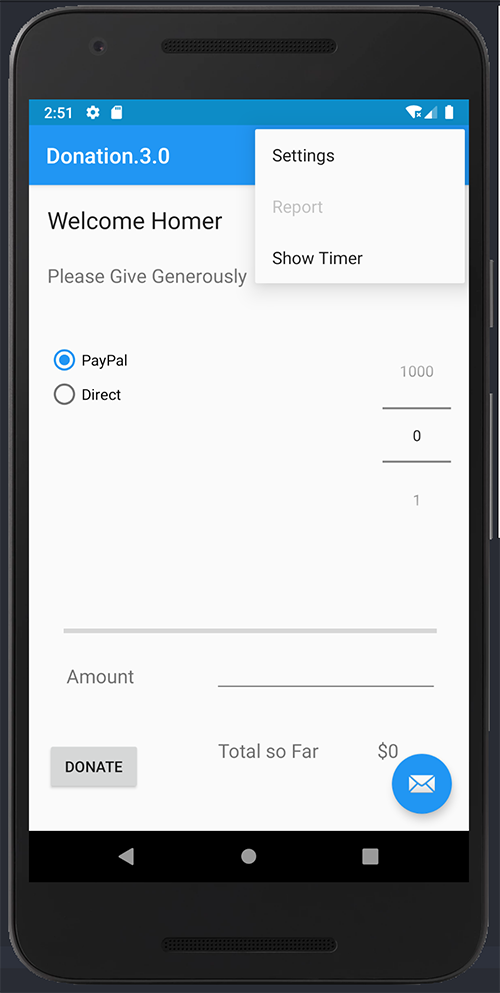 2:51
Donation.3.0
Settings
Report
Show Timer
Welcome Homer
Please Give Generously
PayPal
Direct
1000
0
1
Amount
Total so Far $0
DONATE